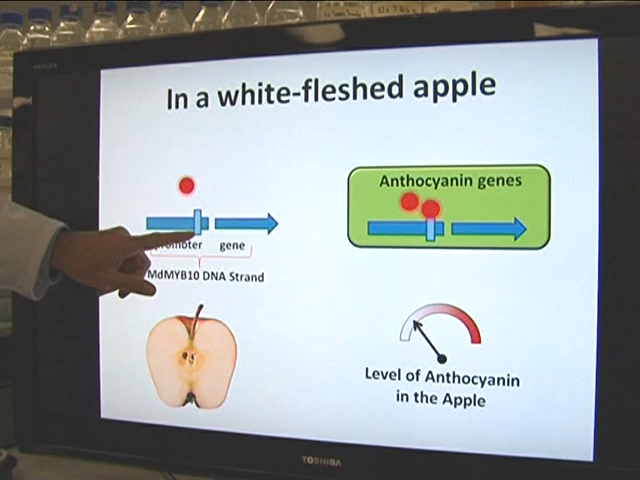 In a white-fleshed apple
Anthocyanin genes
promoter gene
MdMYB10 DNA Strand
Level of Anthocyanin
in the Apple
TOSHIBA